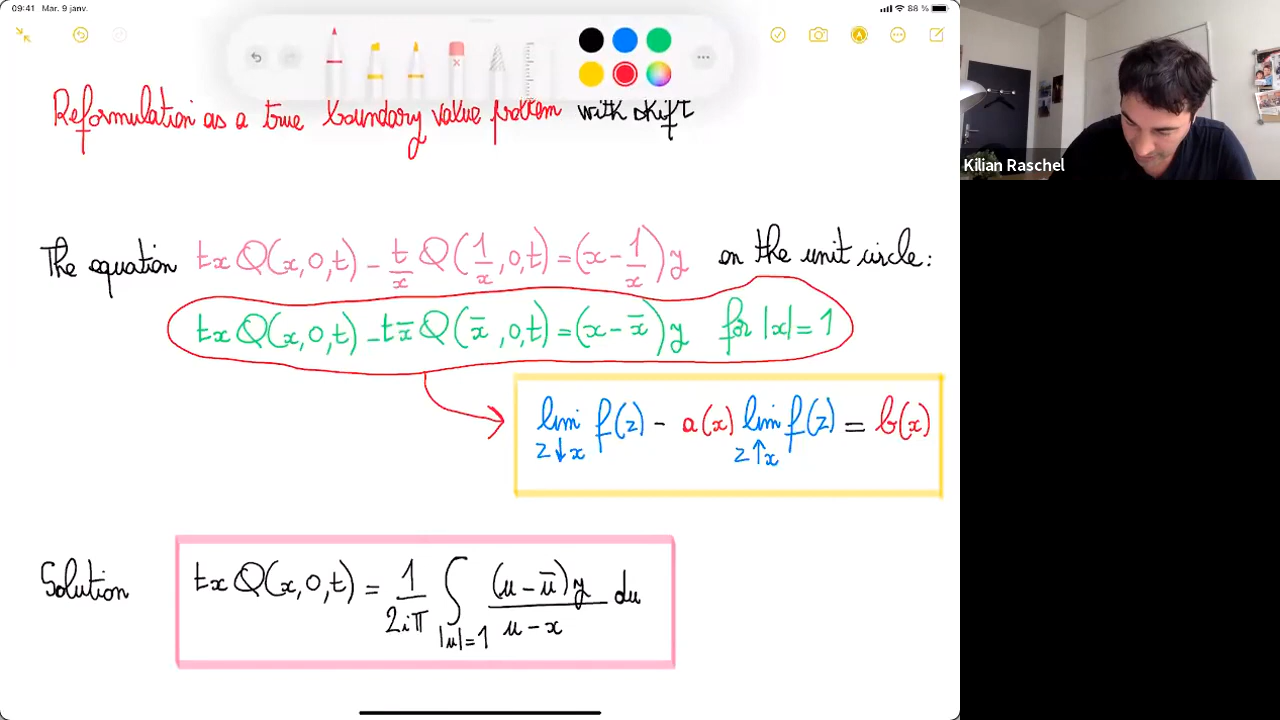 09:41 Mar. 9 janv.
88 %
Reformulation as a true boundary value problem with shift
Kilian Raschel
The equation tx Q(x,0,t) - t/x Q(1/x,0,t) = (x - 1/x) y on the unit circle:
tx Q(x,0,t) - t x̄ Q(x̄,0,t) = (x - x̄) y for |x| = 1
lim z↓x f(z) - a(x) lim z↑x f(z) = b(x)
Solution tx Q(x,0,t) = 1/2iπ ∫|u|=1 (u - ū)y/u - x du